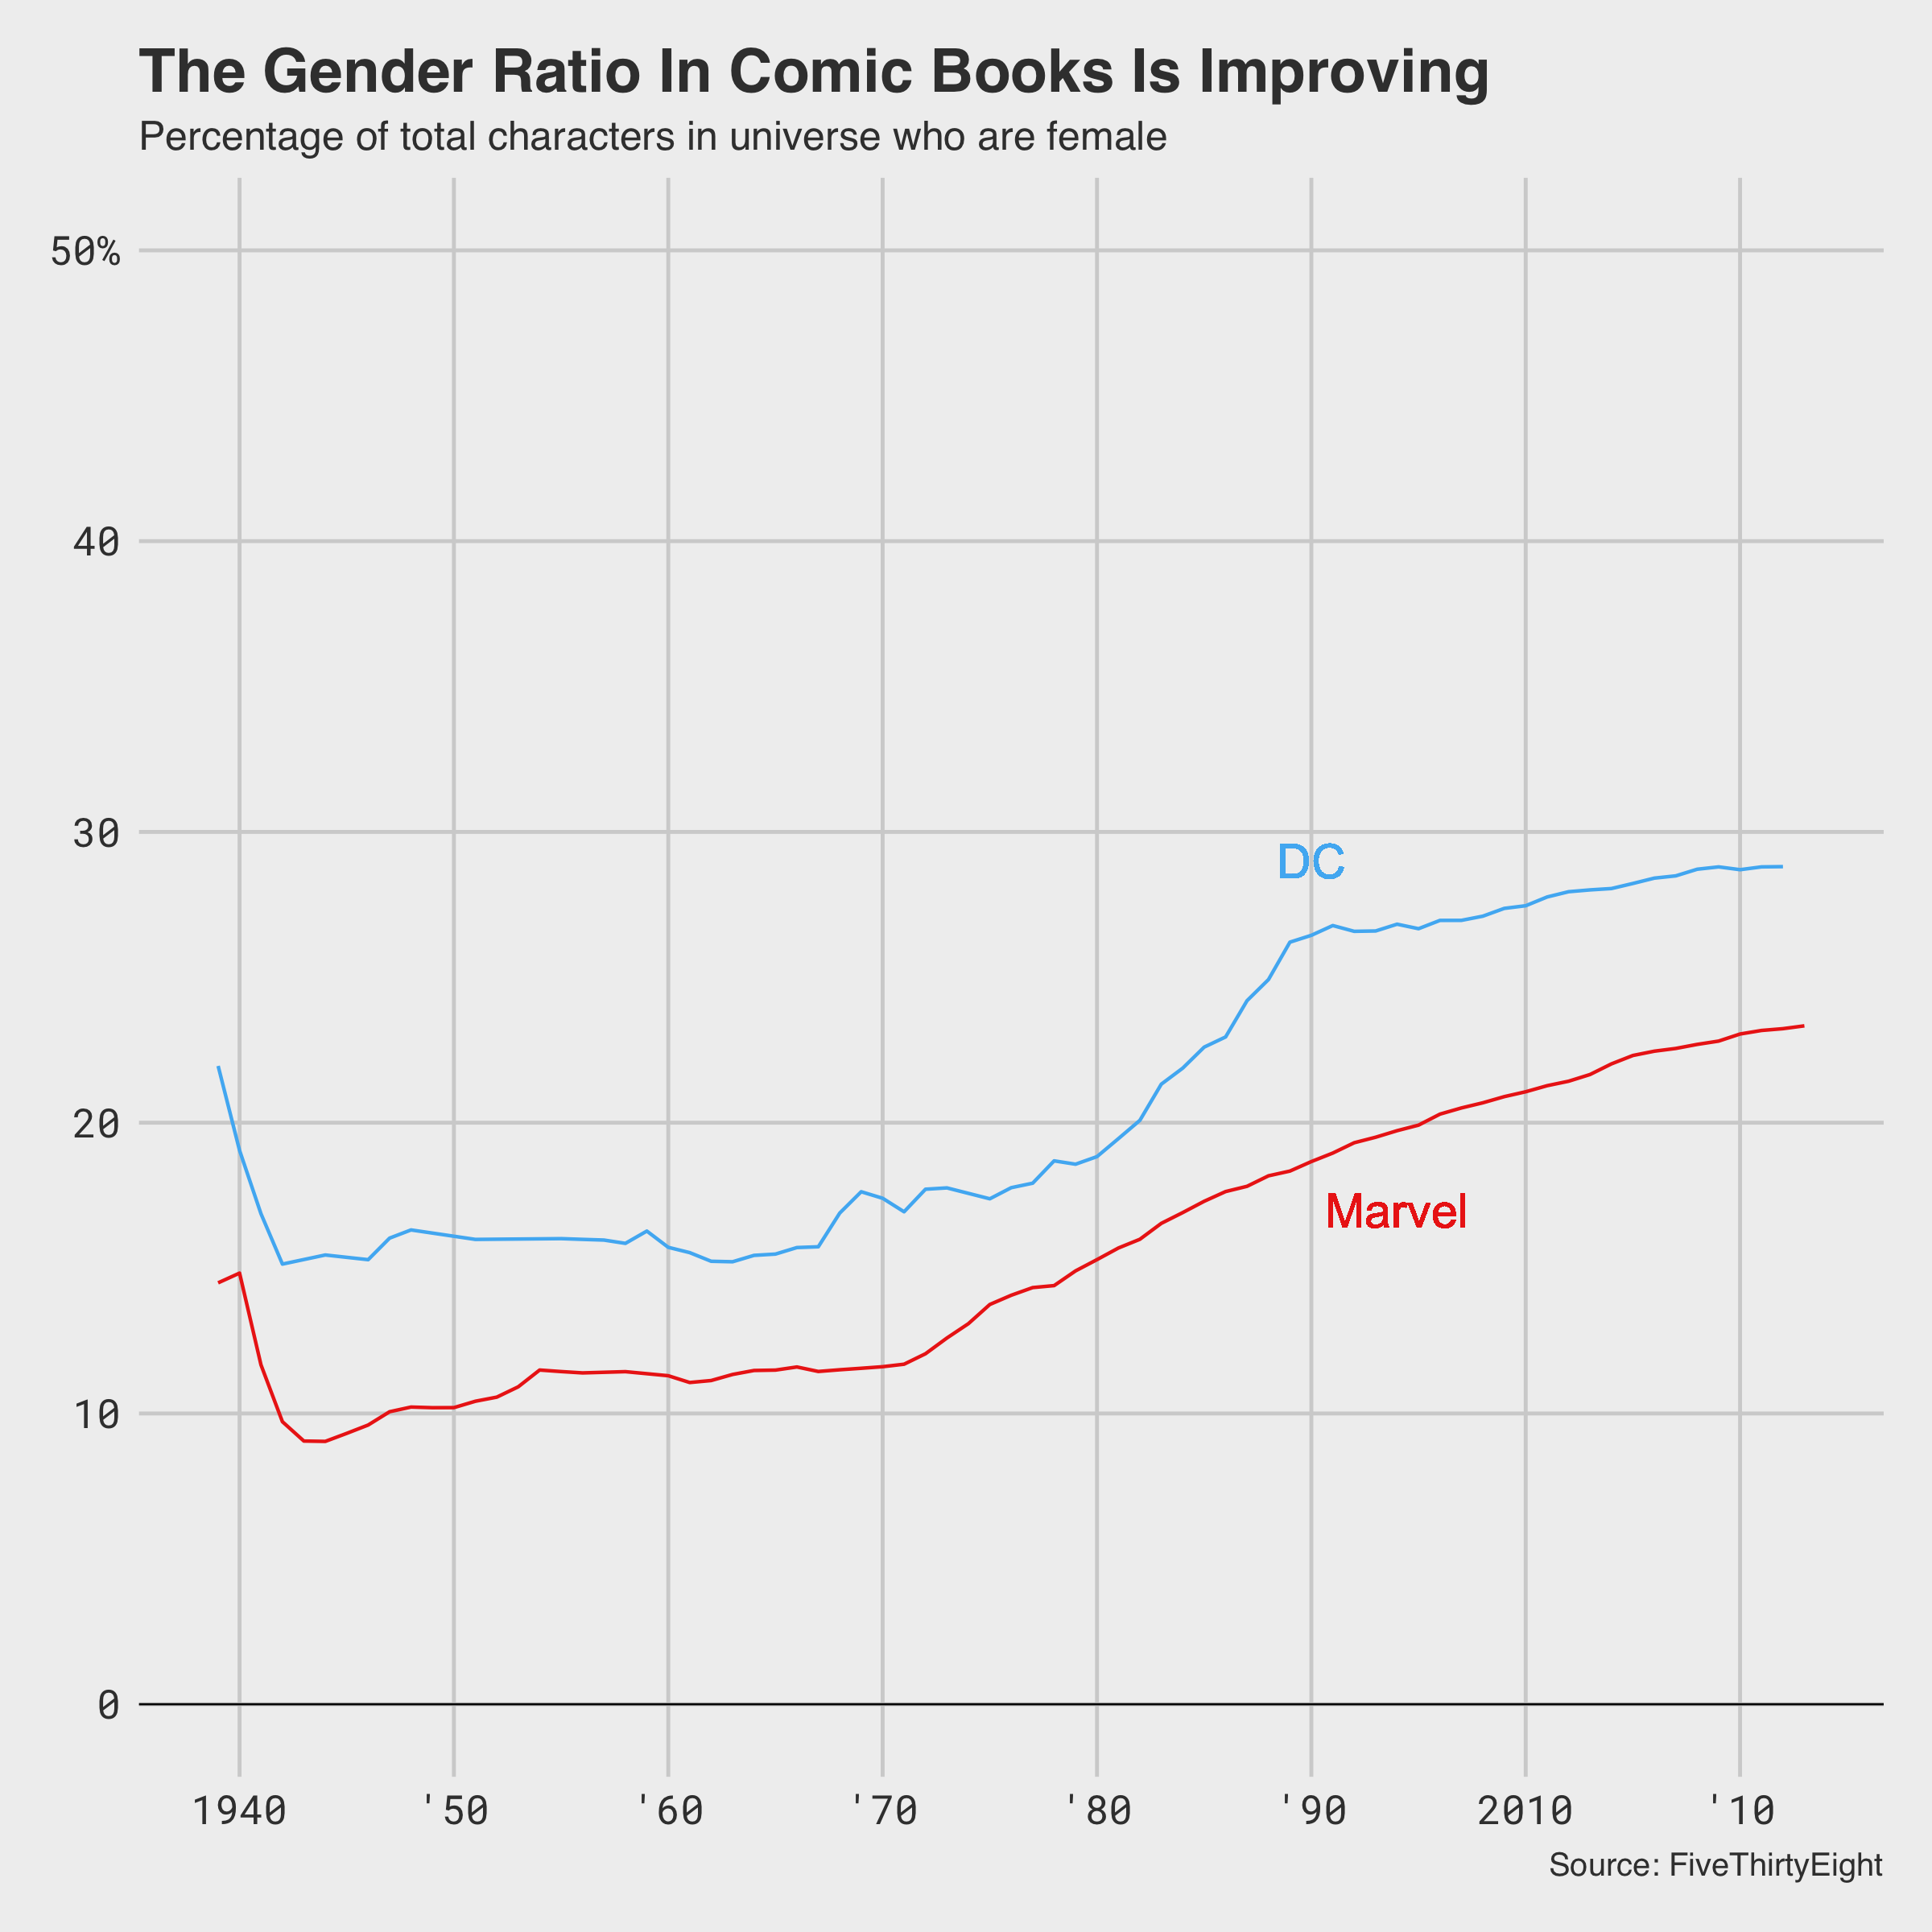 The Gender Ratio In Comic Books Is Improving
Percentage of total characters in universe who are female
50%
40
30
DC
20
Marvel
10
0
1940 '50 '60 '70 '80 '90 2010 '10
Source: FiveThirtyEight